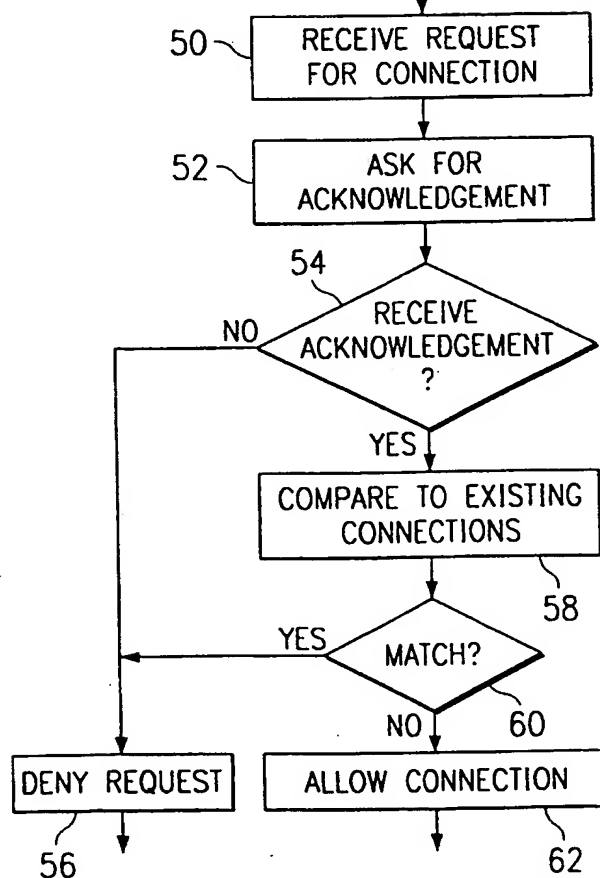 50
RECEIVE REQUEST
FOR CONNECTION
52
ASK FOR
ACKNOWLEDGEMENT
54
RECEIVE
ACKNOWLEDGEMENT
?
NO
YES
COMPARE TO EXISTING
CONNECTIONS
58
YES
MATCH?
60
NO
DENY REQUEST
ALLOW CONNECTION
56
62